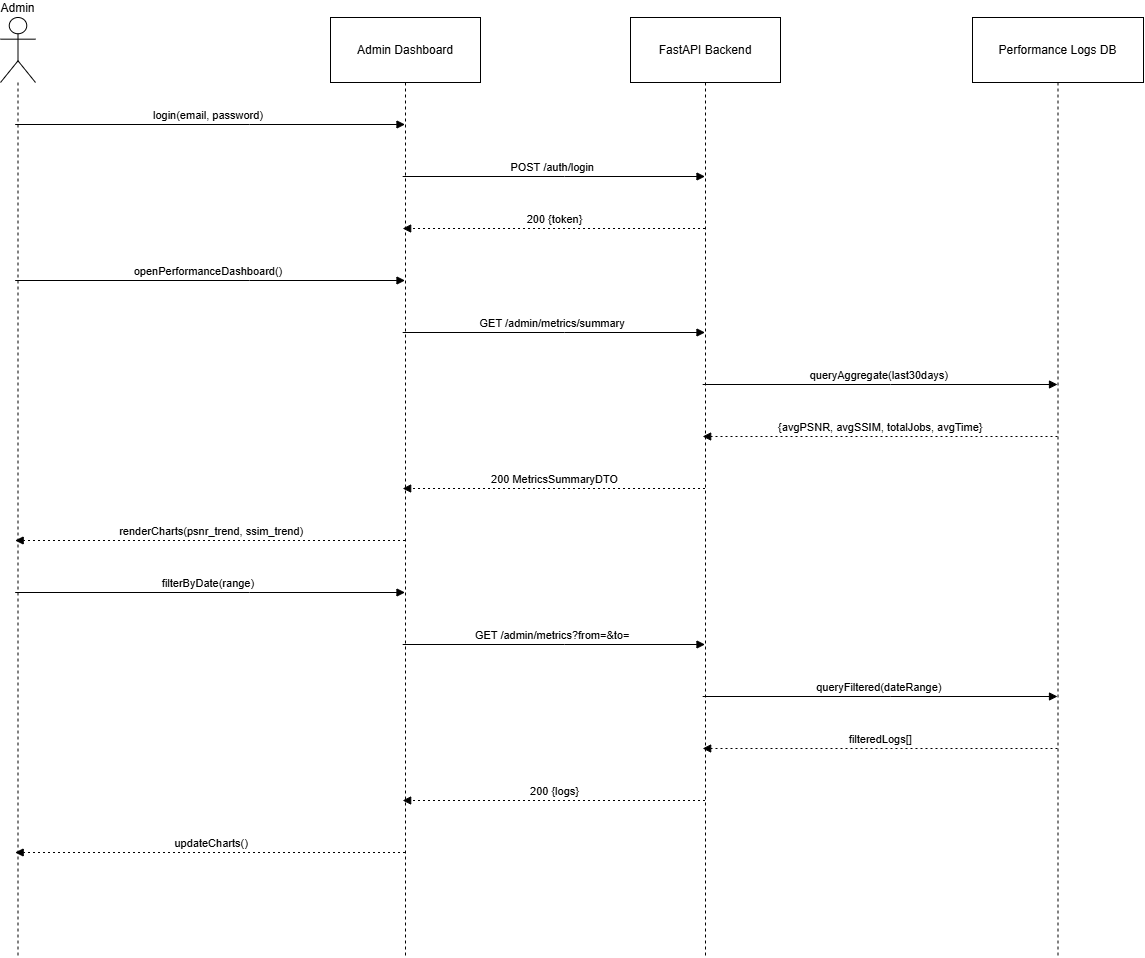 Admin
Admin Dashboard
FastAPI Backend
Performance Logs DB
login(email, password)
POST /auth/login
200 {token}
openPerformanceDashboard()
GET /admin/metrics/summary
queryAggregate(last30days)
{avgPSNR, avgSSIM, totalJobs, avgTime}
200 MetricsSummaryDTO
renderCharts(psnr_trend, ssim_trend)
filterByDate(range)
GET /admin/metrics?from=&to=
queryFiltered(dateRange)
filteredLogs[]
200 {logs}
updateCharts()